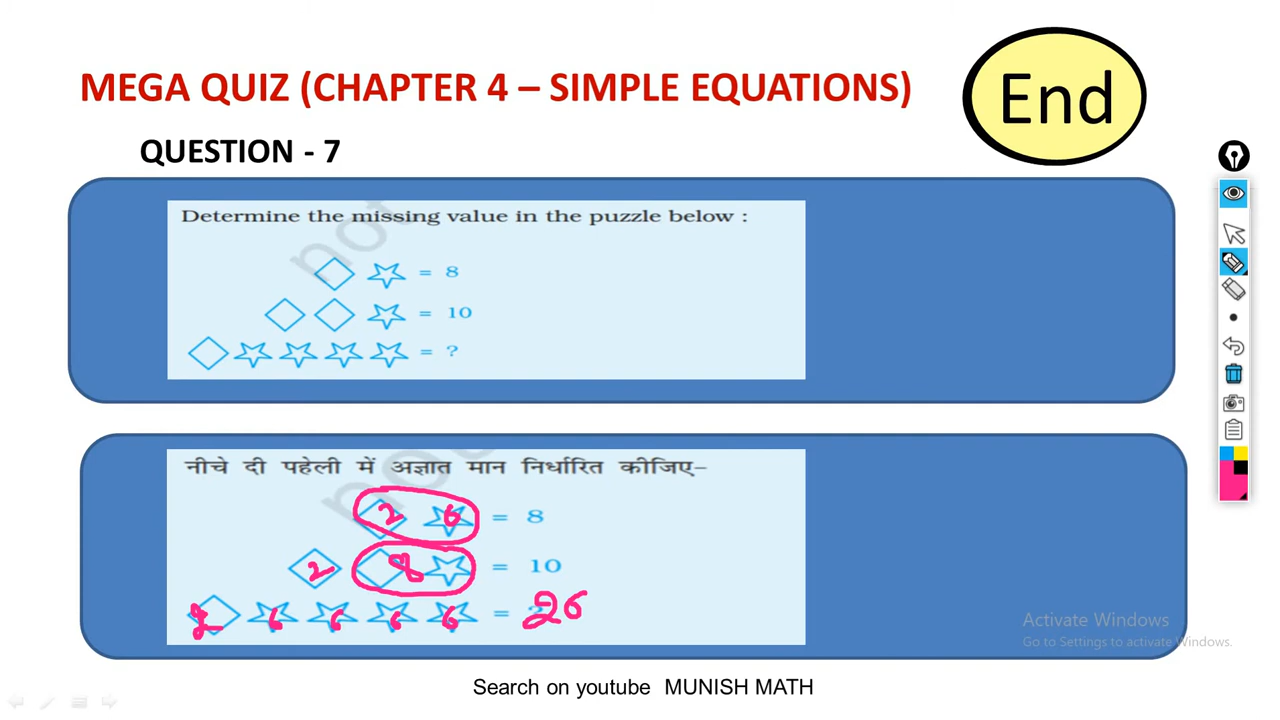 MEGA QUIZ (CHAPTER 4 – SIMPLE EQUATIONS)
End
QUESTION - 7
Determine the missing value in the puzzle below :
= 8
= 10
= ?
नीचे दी पहेली में अज्ञात मान निर्धारित कीजिए–
2 6 = 8
2 8 = 10
2 6 6 6 6 = 26
Activate Windows
Go to Settings to activate Windows.
Search on youtube MUNISH MATH